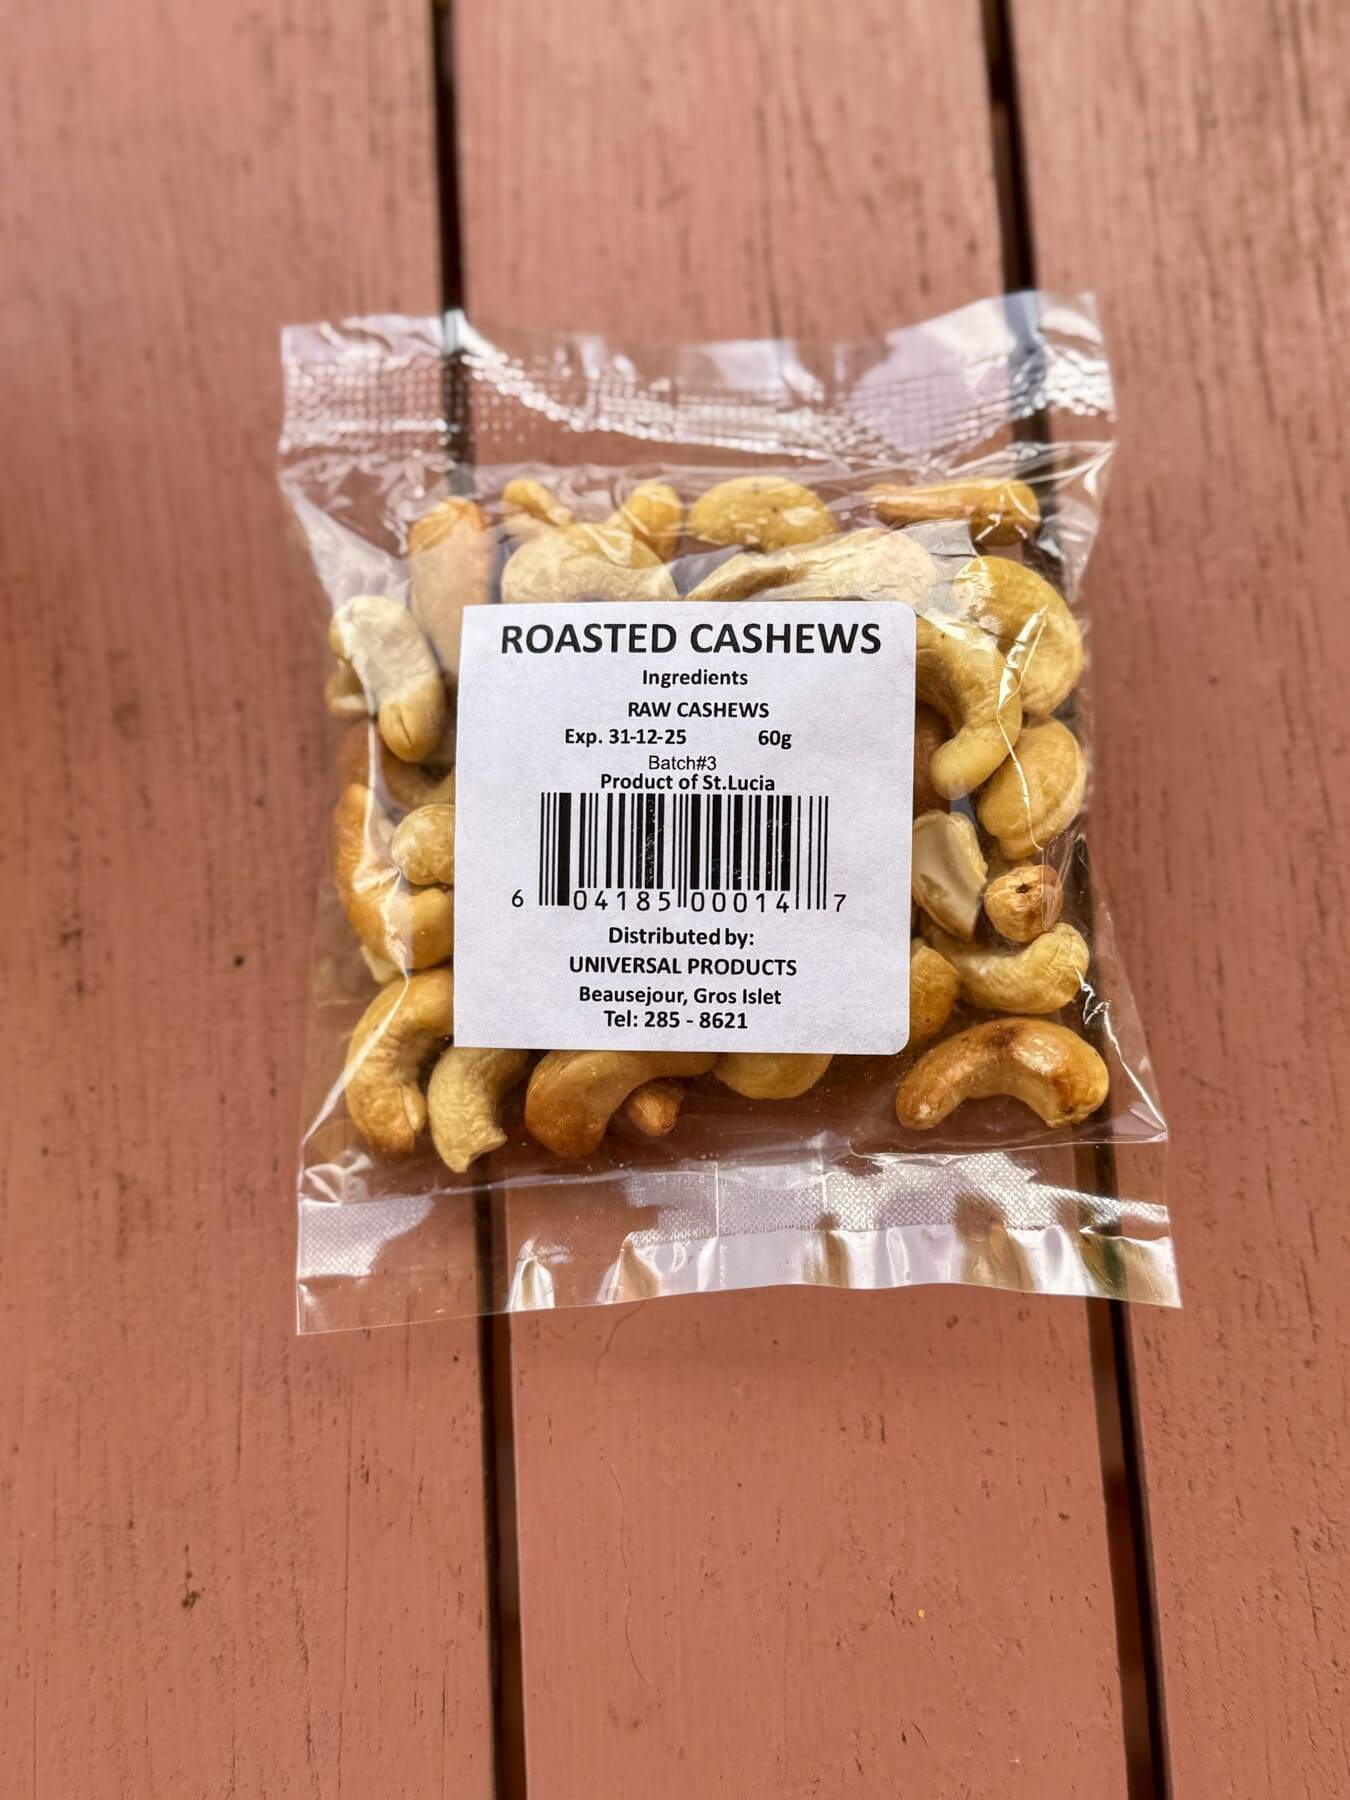 ROASTED CASHEWS
Ingredients
RAW CASHEWS
Exp. 31-12-25 60g
Batch#3
Product of St.Lucia
6 04185 00014 7
Distributed by:
UNIVERSAL PRODUCTS
Beausejour, Gros Islet
Tel: 285 - 8621